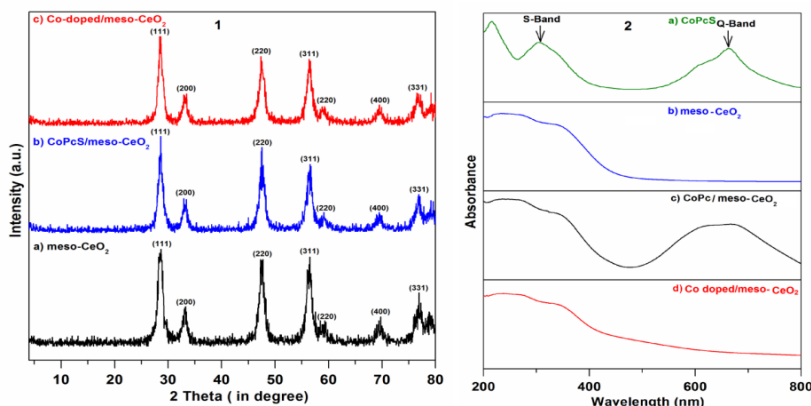 c) Co-doped/meso-CeO₂
1
(111)
(200)
(220)
(311)
(220)
(400)
(331)
b) CoPcS/meso-CeO₂
(111)
(200)
(220)
(311)
(220)
(400)
(331)
a) meso-CeO₂
(111)
(200)
(220)
(311)
(220)
(400)
(331)
Intensity (a.u.)
10 20 30 40 50 60 70 80
2 Theta ( in degree)
S-Band
2
a) CoPcS
Q-Band
b) meso-CeO₂
c) CoPc/meso-CeO₂
d) Co doped/meso-CeO₂
Absorbance
200 300 400 500 600 700 800
Wavelength (nm)